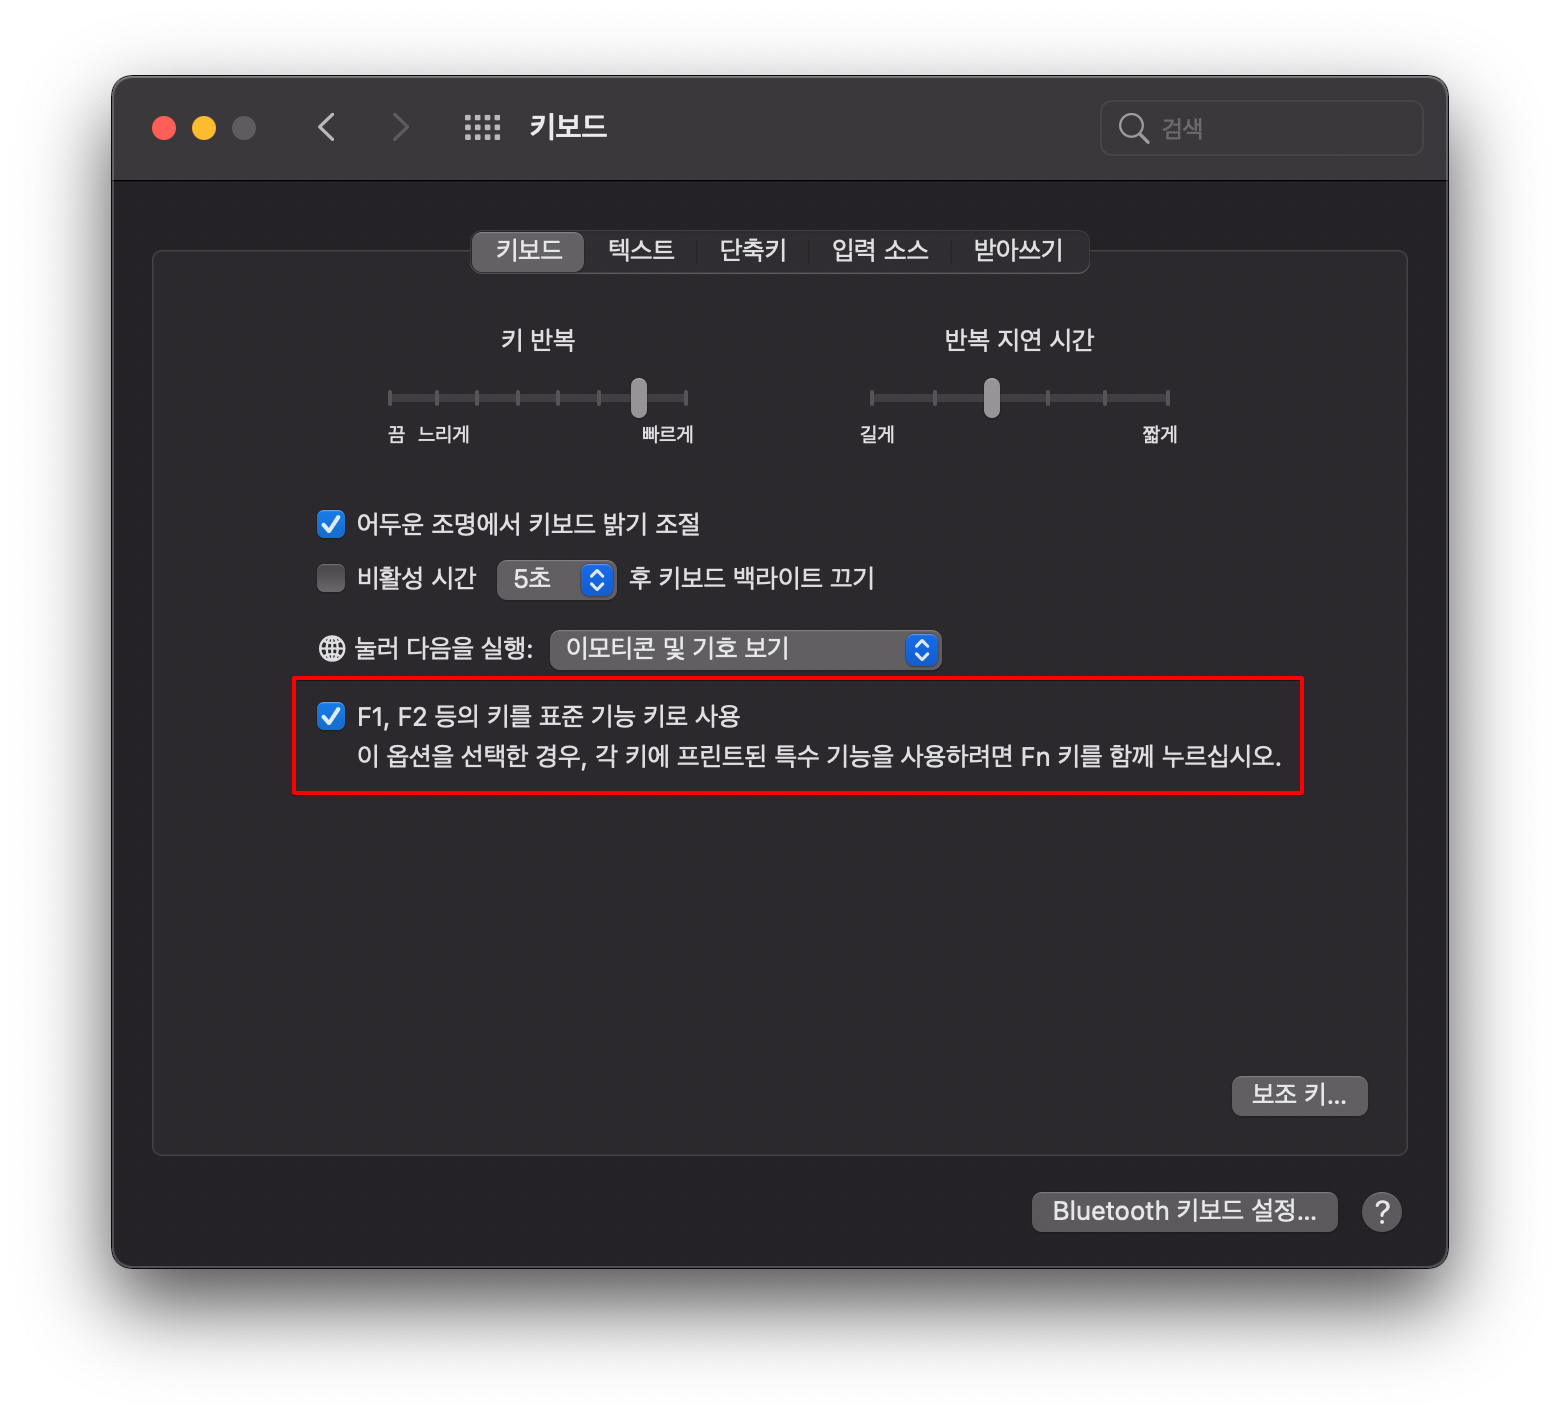 키보드
검색
키보드 텍스트 단축키 입력 소스 받아쓰기
키 반복 반복 지연 시간
끔 느리게 빠르게 길게 짧게
어두운 조명에서 키보드 밝기 조절
비활성 시간 5초 후 키보드 백라이트 끄기
눌러 다음을 실행: 이모티콘 및 기호 보기
F1, F2 등의 키를 표준 기능 키로 사용
이 옵션을 선택한 경우, 각 키에 프린트된 특수 기능을 사용하려면 Fn 키를 함께 누르십시오.
보조 키...
Bluetooth 키보드 설정... ?